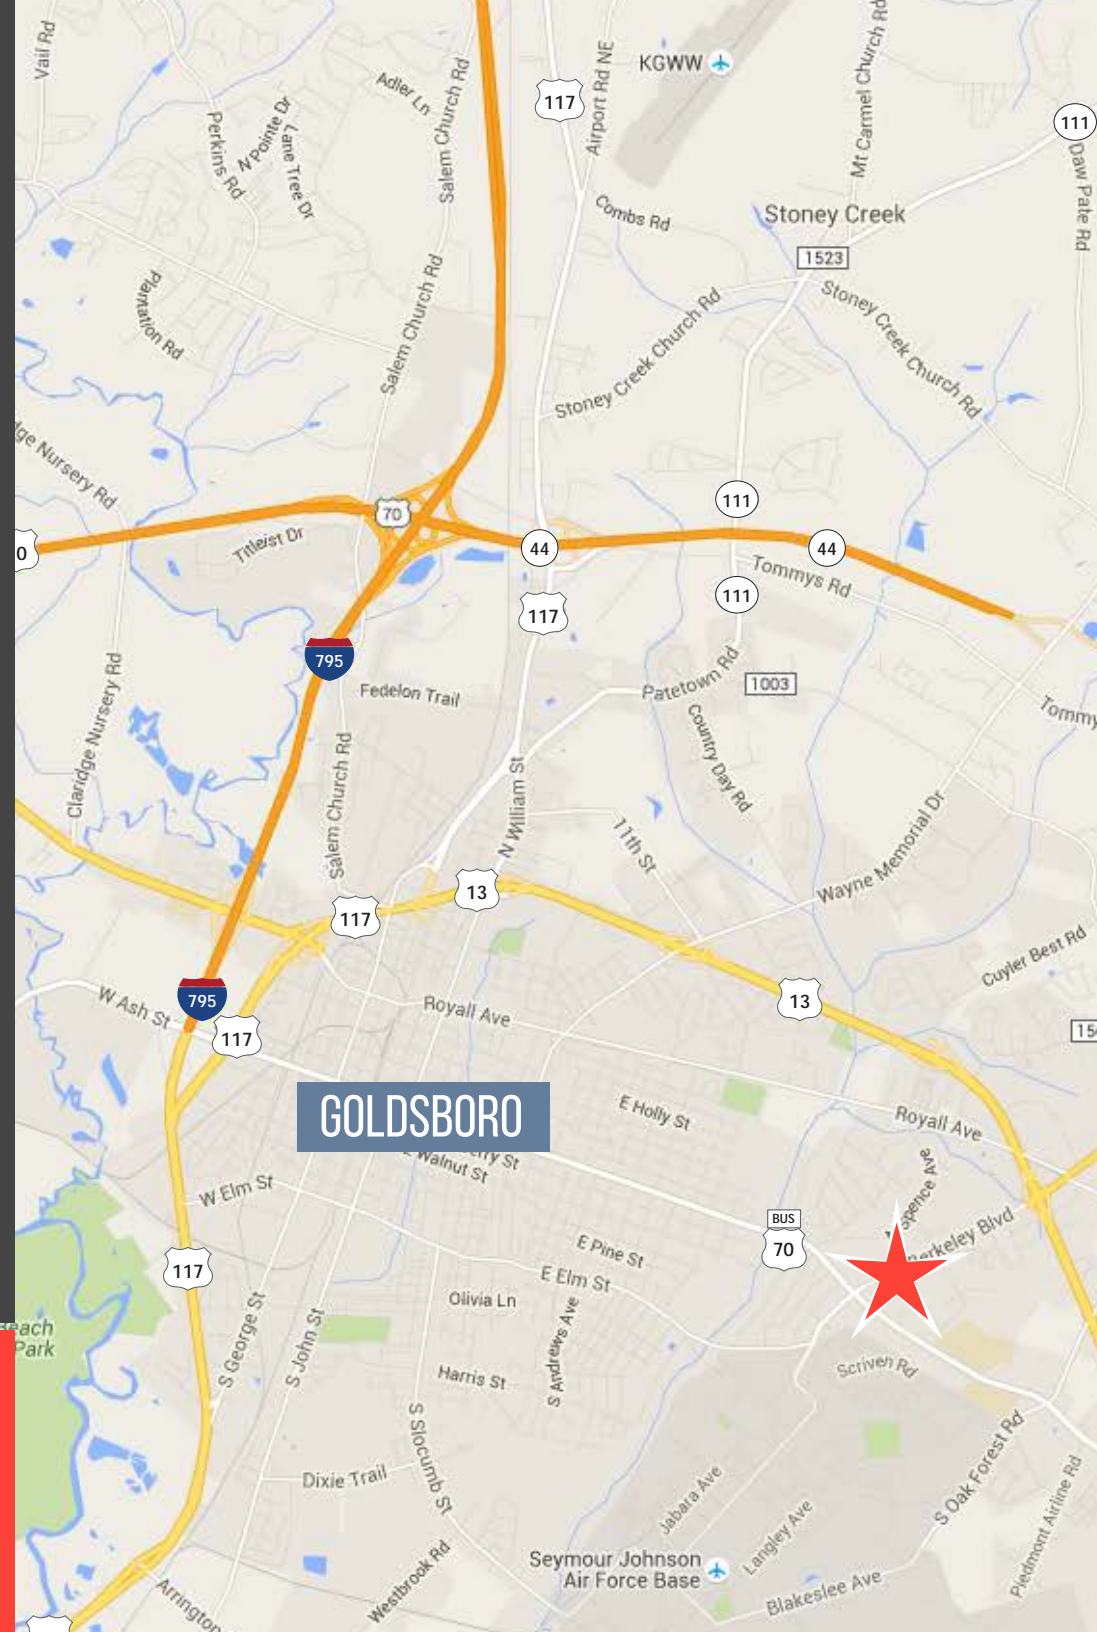 Vail Rd
Adler Ln
Salem Church Rd
117
Airport Rd NE
KGWW
Mt Carmel Church Rd
111
Perkins Rd
N Pointe Dr
Lane Tree Dr
Combs Rd
Stoney Creek
Daw Pate Rd
1523
Plantation Rd
Salem Church Rd
Stoney Creek Church Rd
Stoney Creek Church Rd
dge Nursery Rd
70
111
0
Titleist Dr
44
44
Tommys Rd
117
111
795
Fedelon Trail
Patetown Rd
1003
Claridge Nursery Rd
Country Day Rd
Tommy
Salem Church Rd
N William St
11th St
Wayne Memorial Dr
13
117
Cuyler Best Rd
795
W Ash St
117
Royall Ave
13
15
GOLDSBORO
E Holly St
Royall Ave
erry St
E Walnut St
W Elm St
Spence Ave
BUS
70
Berkeley Blvd
117
E Pine St
E Elm St
Olivia Ln
S George St
S John St
S Andrews Ave
each
Park
Harris St
Scriven Rd
S Slocumb St
Dixie Trail
S Oak Forest Rd
Jabara Ave
Langley Ave
Piedmont Airline Rd
Westbrook Rd
Seymour Johnson
Air Force Base
Blakeslee Ave
Arrington